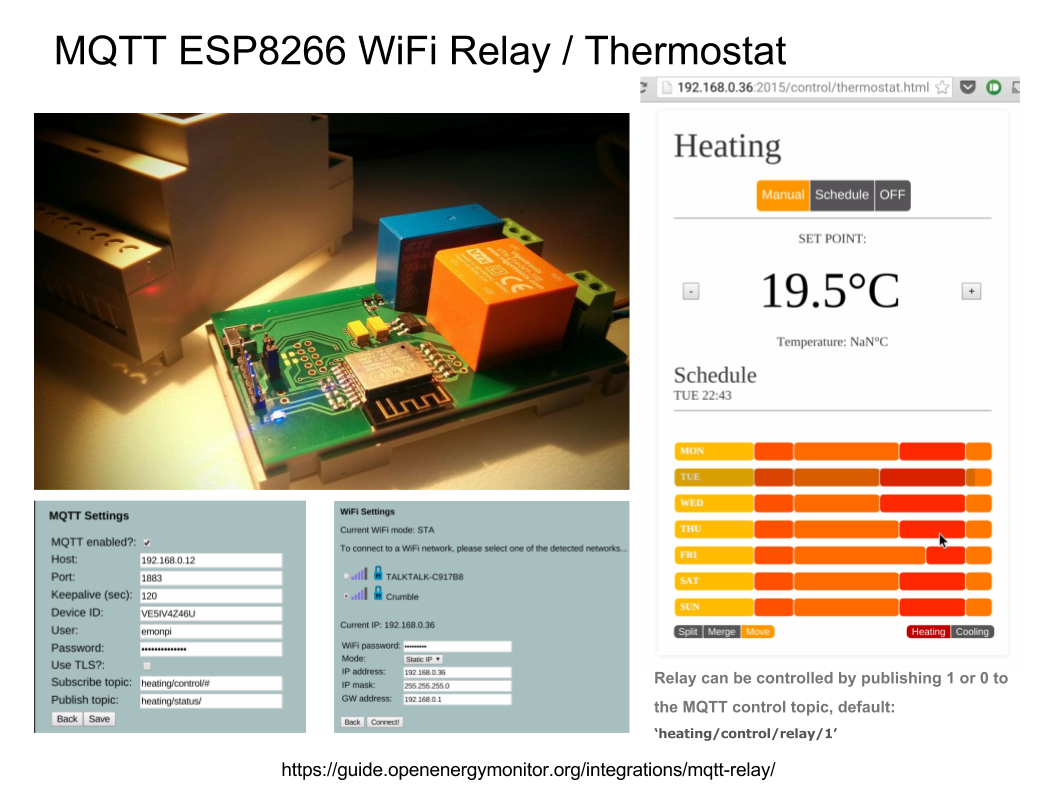 MQTT ESP8266 WiFi Relay / Thermostat
192.168.0.36:2015/control/thermostat.html
Heating
Manual Schedule OFF
SET POINT:
- 19.5°C +
Temperature: NaN°C
Schedule
TUE 22:43
MON
TUE
WED
THU
FRI
SAT
SUN
Split Merge Move Heating Cooling
MQTT Settings
MQTT enabled?:
Host: 192.168.0.12
Port: 1883
Keepalive (sec): 120
Device ID: VE5IV4Z46U
User: emonpi
Password: ••••••••••••••
Use TLS?:
Subscribe topic: heating/control/#
Publish topic: heating/status/
Back Save
WiFi Settings
Current WiFi mode: STA
To connect to a WiFi network, please select one of the detected networks...
TALKTALK-C917B8
Crumble
Current IP: 192.168.0.36
WiFi password: •••••••••
Mode: Static IP
IP address: 192.168.0.36
IP mask: 255.255.255.0
GW address: 192.168.0.1
Back Connect!
Relay can be controlled by publishing 1 or 0 to
the MQTT control topic, default:
‘heating/control/relay/1’
https://guide.openenergymonitor.org/integrations/mqtt-relay/